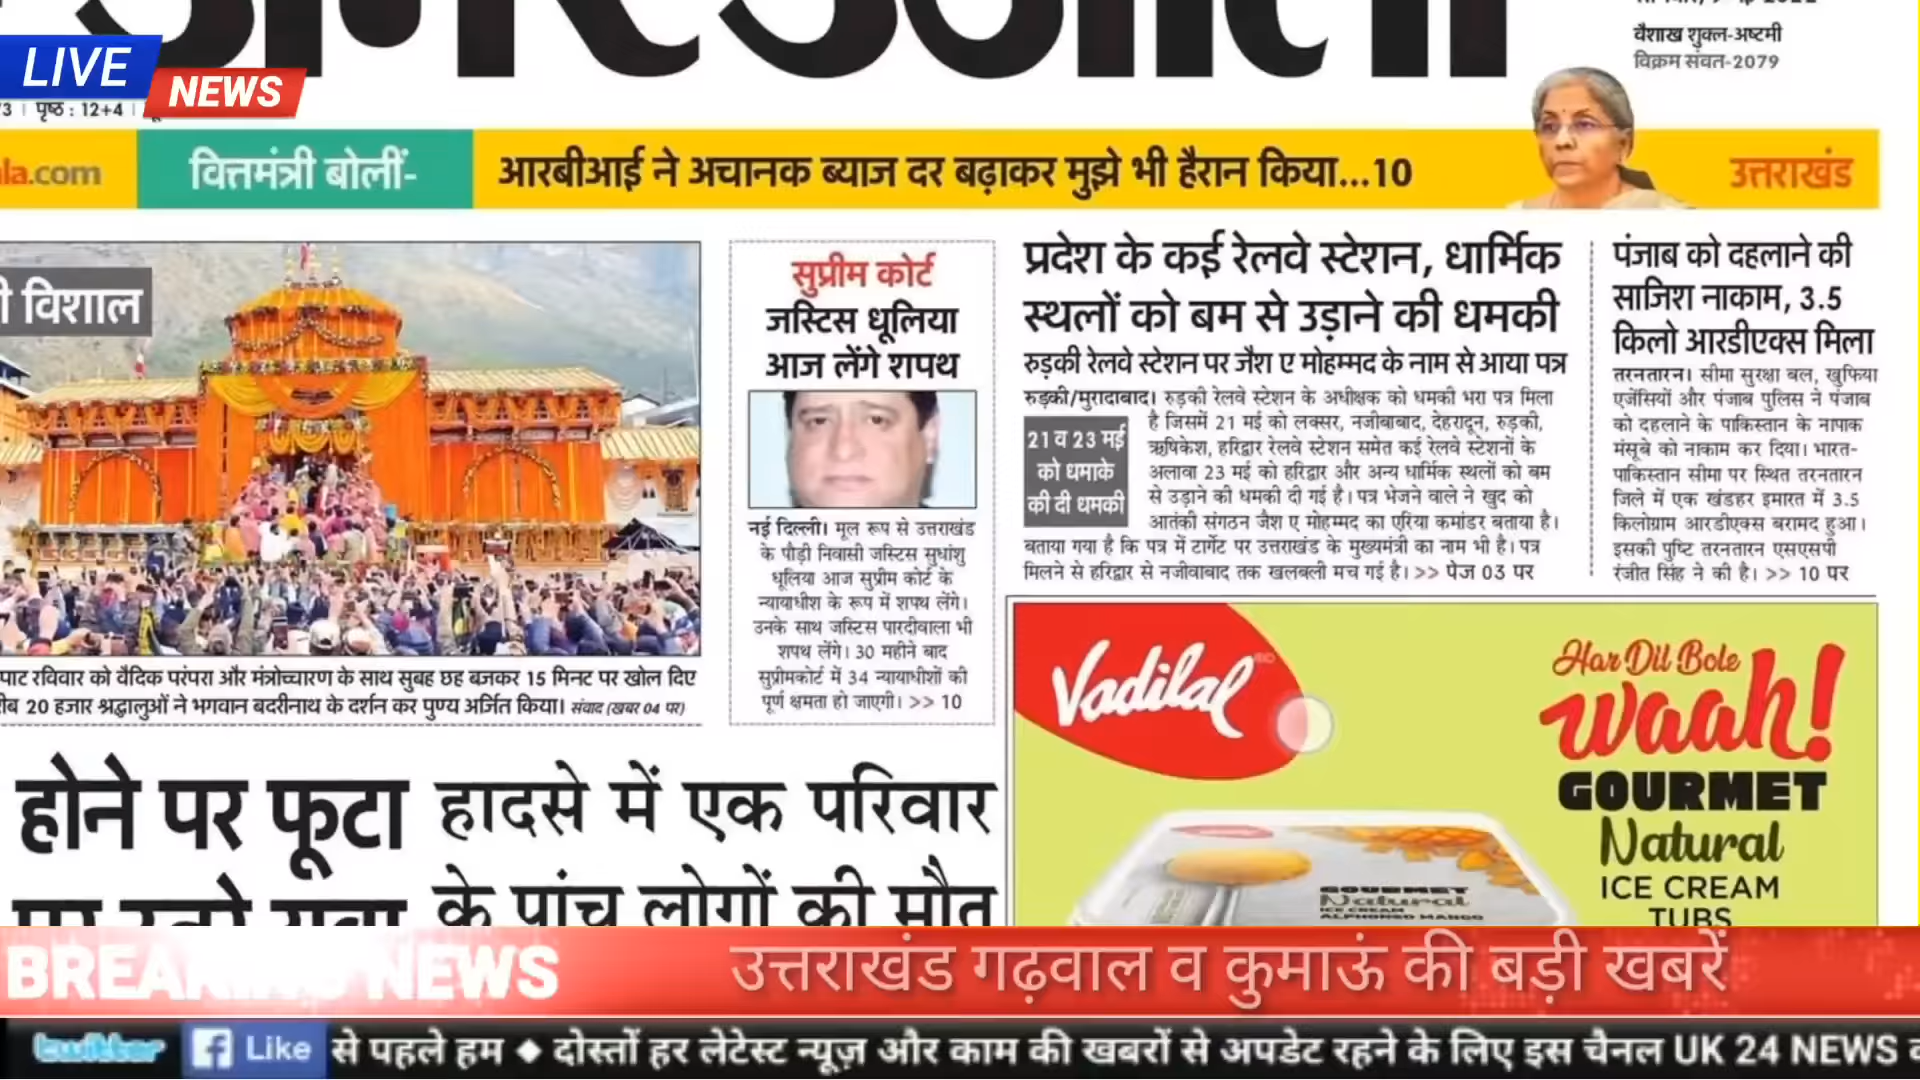 LIVE
NEWS
वैशाख शुक्ल-अष्टमी
विक्रम संवत-2079
पृष्ठ : 12+4
la.com
वित्तमंत्री बोलीं-
आरबीआई ने अचानक ब्याज दर बढ़ाकर मुझे भी हैरान किया...10
उत्तराखंड
विशाल
पाट रविवार को वैदिक परंपरा और मंत्रोच्चारण के साथ सुबह छह बजकर 15 मिनट पर खोल दिए
20 हजार श्रद्धालुओं ने भगवान बदरीनाथ के दर्शन कर पुण्य अर्जित किया। संवाद (खबर 04 पर)
सुप्रीम कोर्ट
जस्टिस धूलिया
आज लेंगे शपथ
नई दिल्ली। मूल रूप से उत्तराखंड
के पौड़ी निवासी जस्टिस सुधांशु
धूलिया आज सुप्रीम कोर्ट के
न्यायाधीश के रूप में शपथ लेंगे।
उनके साथ जस्टिस पारदीवाला भी
शपथ लेंगे। 30 महीने बाद
सुप्रीमकोर्ट में 34 न्यायाधीशों की
पूर्ण क्षमता हो जाएगी। >> 10
प्रदेश के कई रेलवे स्टेशन, धार्मिक
स्थलों को बम से उड़ाने की धमकी
रुड़की रेलवे स्टेशन पर जैश ए मोहम्मद के नाम से आया पत्र
रुड़की/मुरादाबाद। रुड़की रेलवे स्टेशन के अधीक्षक को धमकी भरा पत्र मिला
है जिसमें 21 मई को लक्सर, नजीबाबाद, देहरादून, रुड़की,
ऋषिकेश, हरिद्वार रेलवे स्टेशन समेत कई रेलवे स्टेशनों के
अलावा 23 मई को हरिद्वार और अन्य धार्मिक स्थलों को बम
से उड़ाने की धमकी दी गई है। पत्र भेजने वाले ने खुद को
आतंकी संगठन जैश ए मोहम्मद का एरिया कमांडर बताया है।
बताया गया है कि पत्र में टार्गेट पर उत्तराखंड के मुख्यमंत्री का नाम भी है। पत्र
मिलने से हरिद्वार से नजीवाबाद तक खलबली मच गई है। >> पेज 03 पर
21 व 23 मई
को धमाके
की दी धमकी
पंजाब को दहलाने की
साजिश नाकाम, 3.5
किलो आरडीएक्स मिला
तरनतारन। सीमा सुरक्षा बल, खुफिया
एजेंसियों और पंजाब पुलिस ने पंजाब
को दहलाने के पाकिस्तान के नापाक
मंसूबे को नाकाम कर दिया। भारत-
पाकिस्तान सीमा पर स्थित तरनतारन
जिले में एक खंडहर इमारत में 3.5
किलोग्राम आरडीएक्स बरामद हुआ।
इसकी पुष्टि तरनतारन एसएसपी
रंजीत सिंह ने की है। >> 10 पर
होने पर फूटा
हादसे में एक परिवार
के पांच लोगों की मौत
Vadilal
Har Dil Bole
waah!
GOURMET
Natural
ICE CREAM
TUBS
GOURMET
Natural
ICE CREAM
ALPHONSO MANGO
BREAKING NEWS
उत्तराखंड गढ़वाल व कुमाऊं की बड़ी खबरें
twitter
Like
से पहले हम ◆ दोस्तों हर लेटेस्ट न्यूज़ और काम की खबरों से अपडेट रहने के लिए इस चैनल UK 24 NEWS